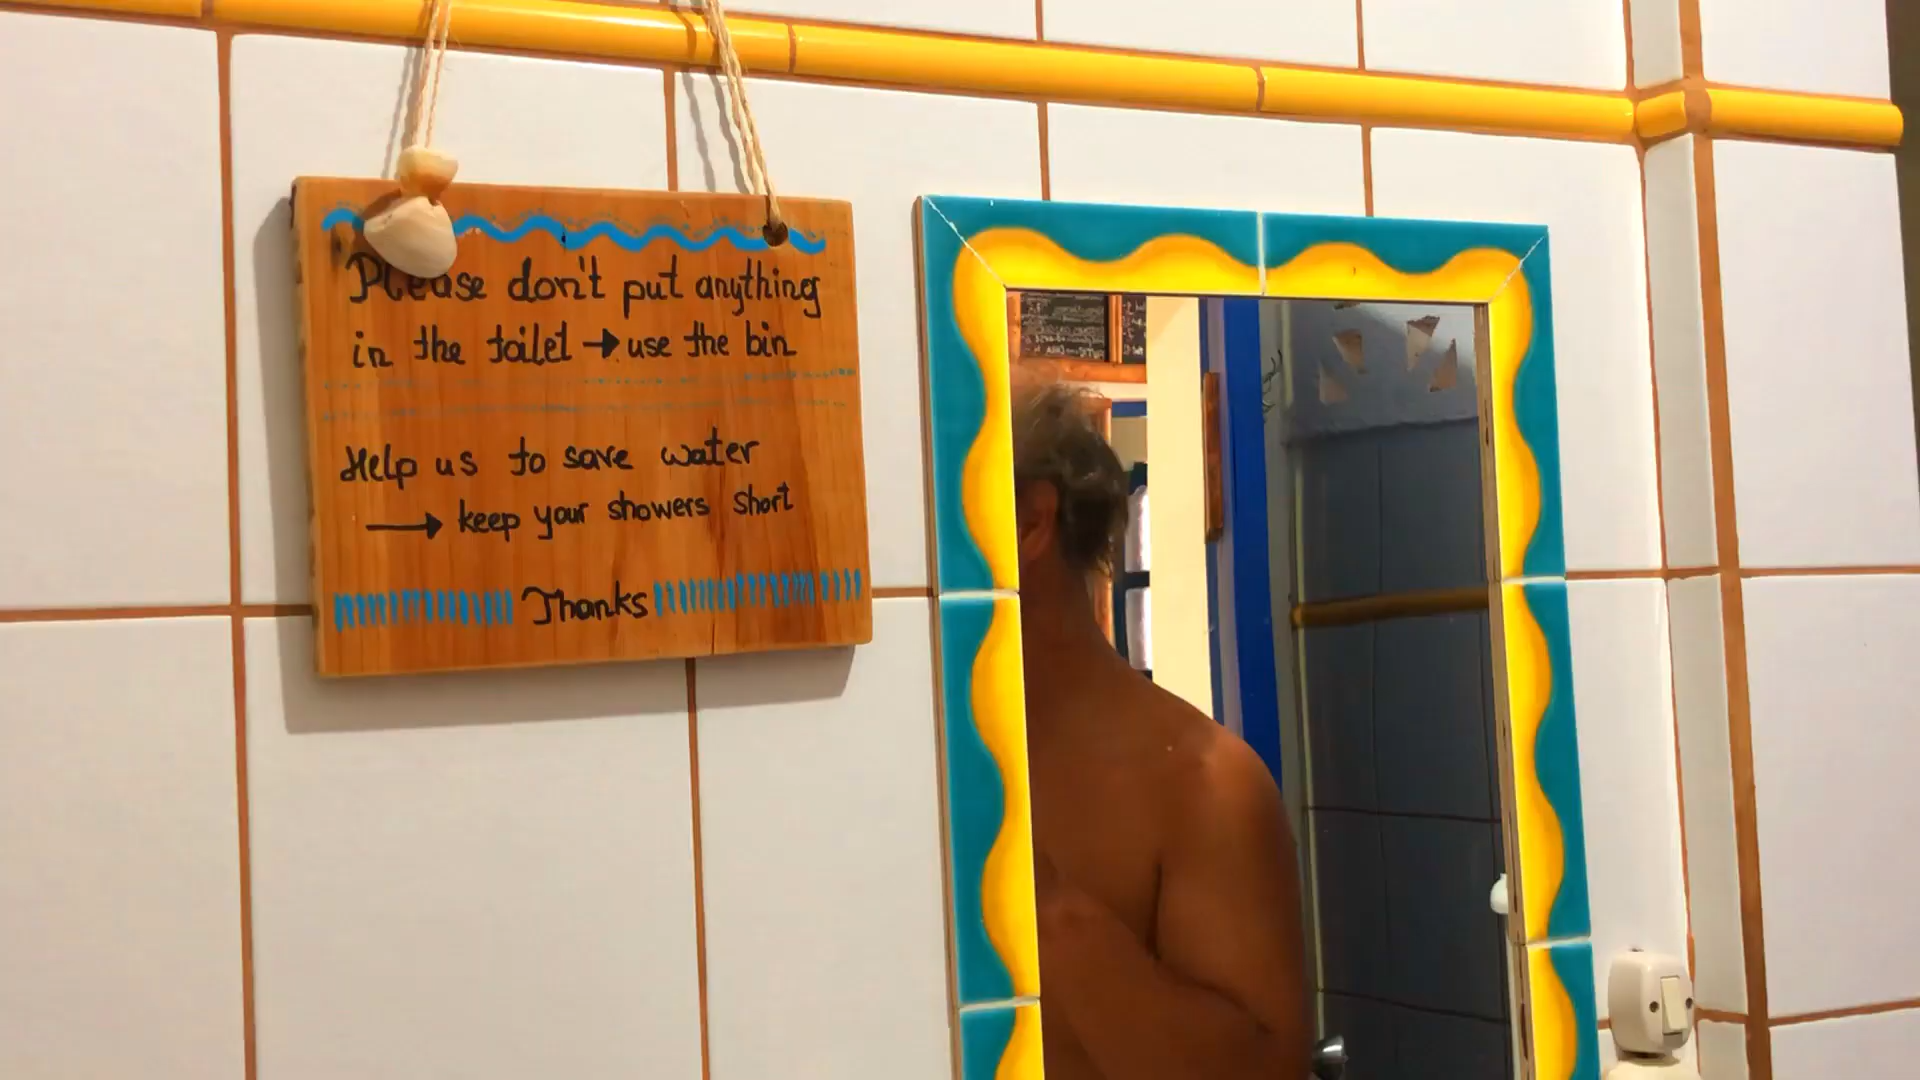 Please don't put anything
in the toilet → use the bin
Help us to save water
→ keep your showers short
Thanks